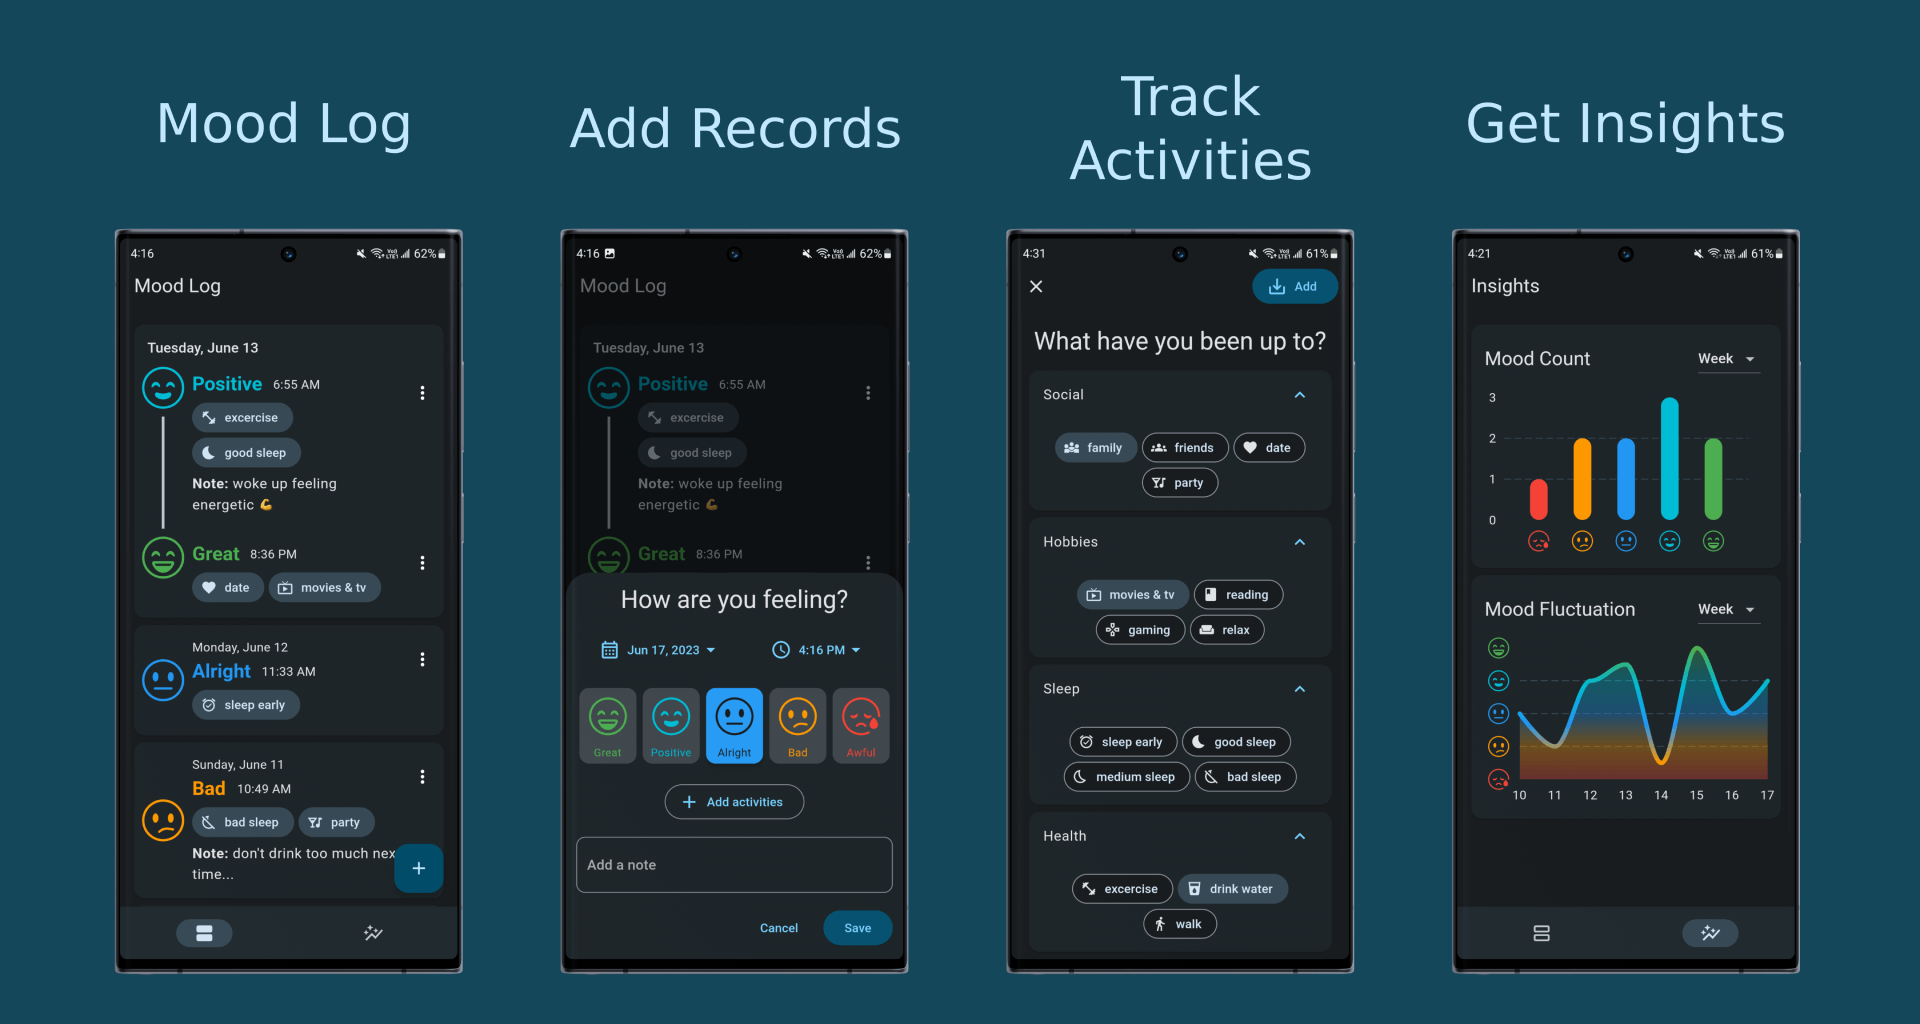 Mood Log
Add Records
Track
Activities
Get Insights
4:16
62%
Mood Log
Tuesday, June 13
Positive 6:55 AM
excercise
good sleep
Note: woke up feeling
energetic 💪
Great 8:36 PM
date movies & tv
Monday, June 12
Alright 11:33 AM
sleep early
Sunday, June 11
Bad 10:49 AM
bad sleep party
Note: don't drink too much nex
time...
+
4:16
62%
Mood Log
Tuesday, June 13
Positive 6:55 AM
excercise
good sleep
Note: woke up feeling
energetic 💪
Great 8:36 PM
How are you feeling?
Jun 17, 2023 4:16 PM
Great Positive Alright Bad Awful
+ Add activities
Add a note
Cancel Save
4:31
61%
Add
What have you been up to?
Social
family friends date
party
Hobbies
movies & tv reading
gaming relax
Sleep
sleep early good sleep
medium sleep bad sleep
Health
excercise drink water
walk
4:21
61%
Insights
Mood Count Week
3
2
1
0
Mood Fluctuation Week
10 11 12 13 14 15 16 17